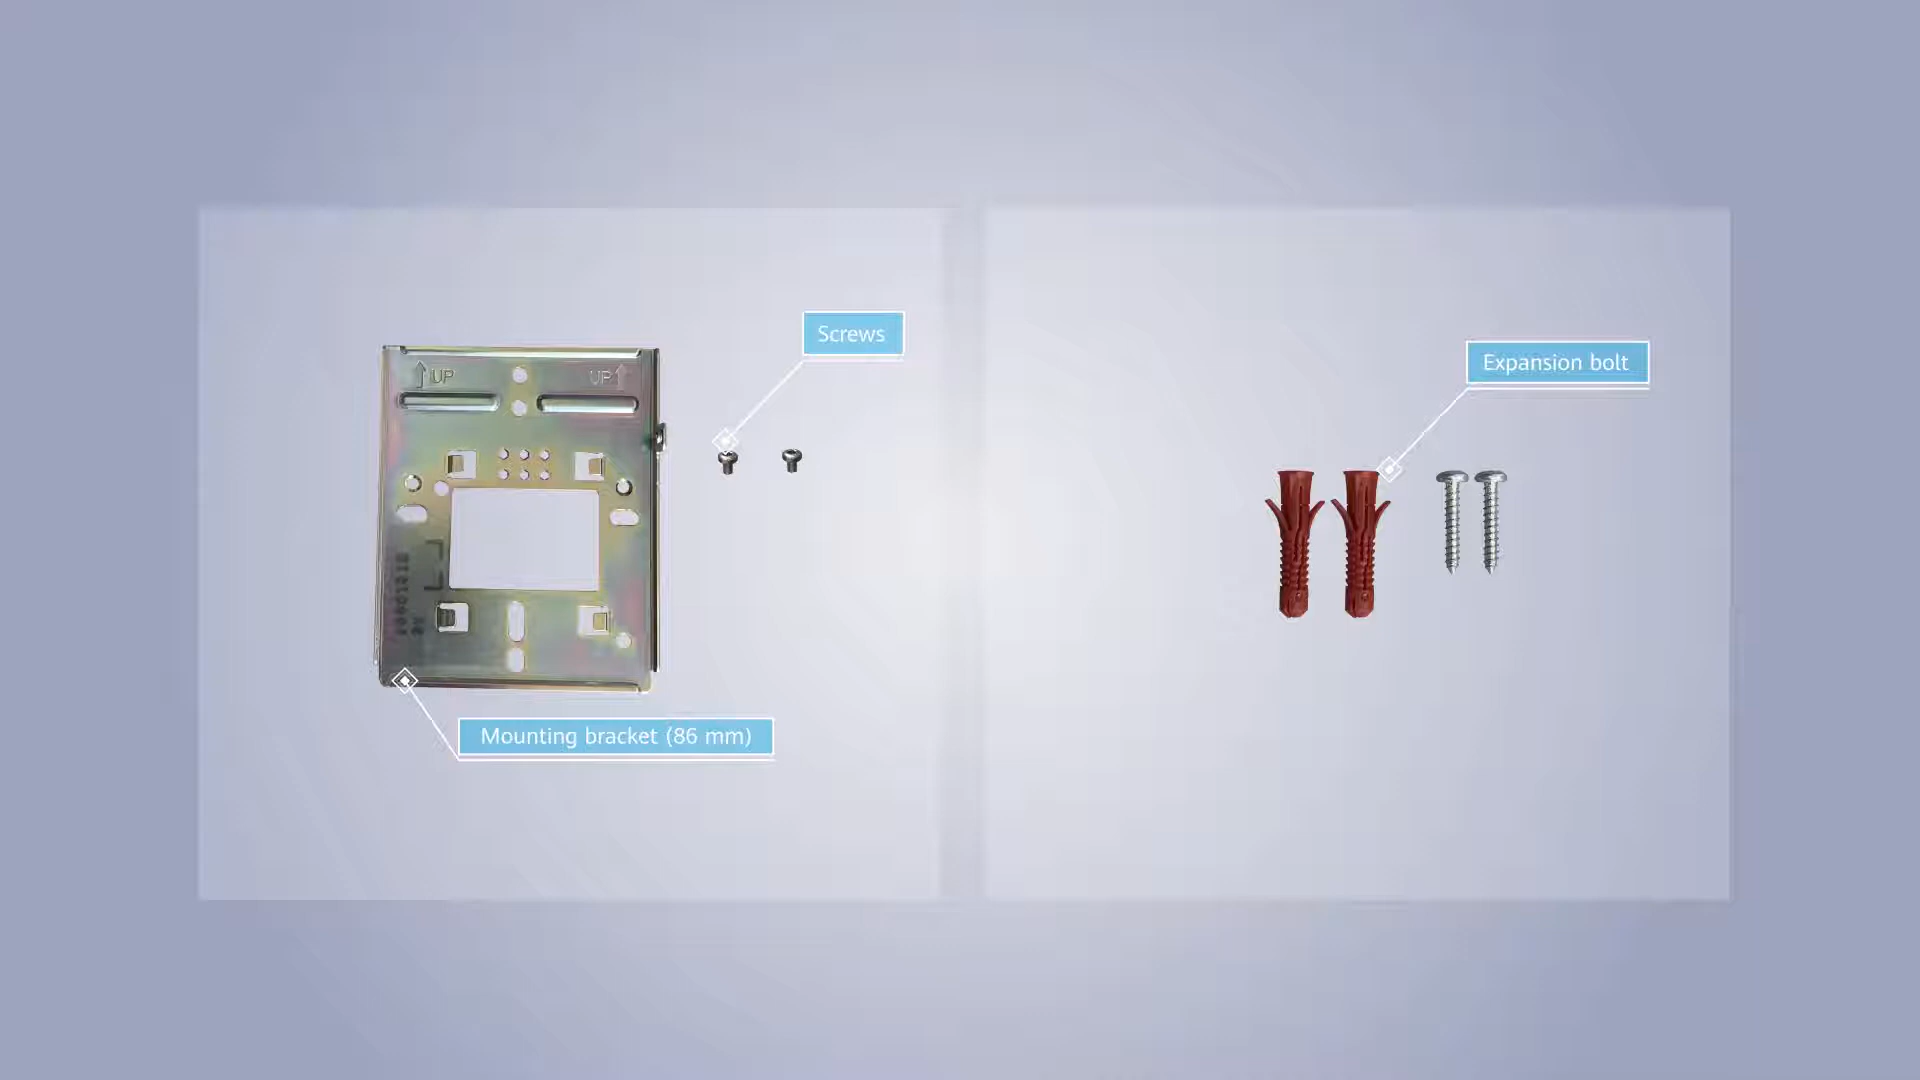 Screws
Expansion bolt
UP
UP
Mounting bracket (86 mm)